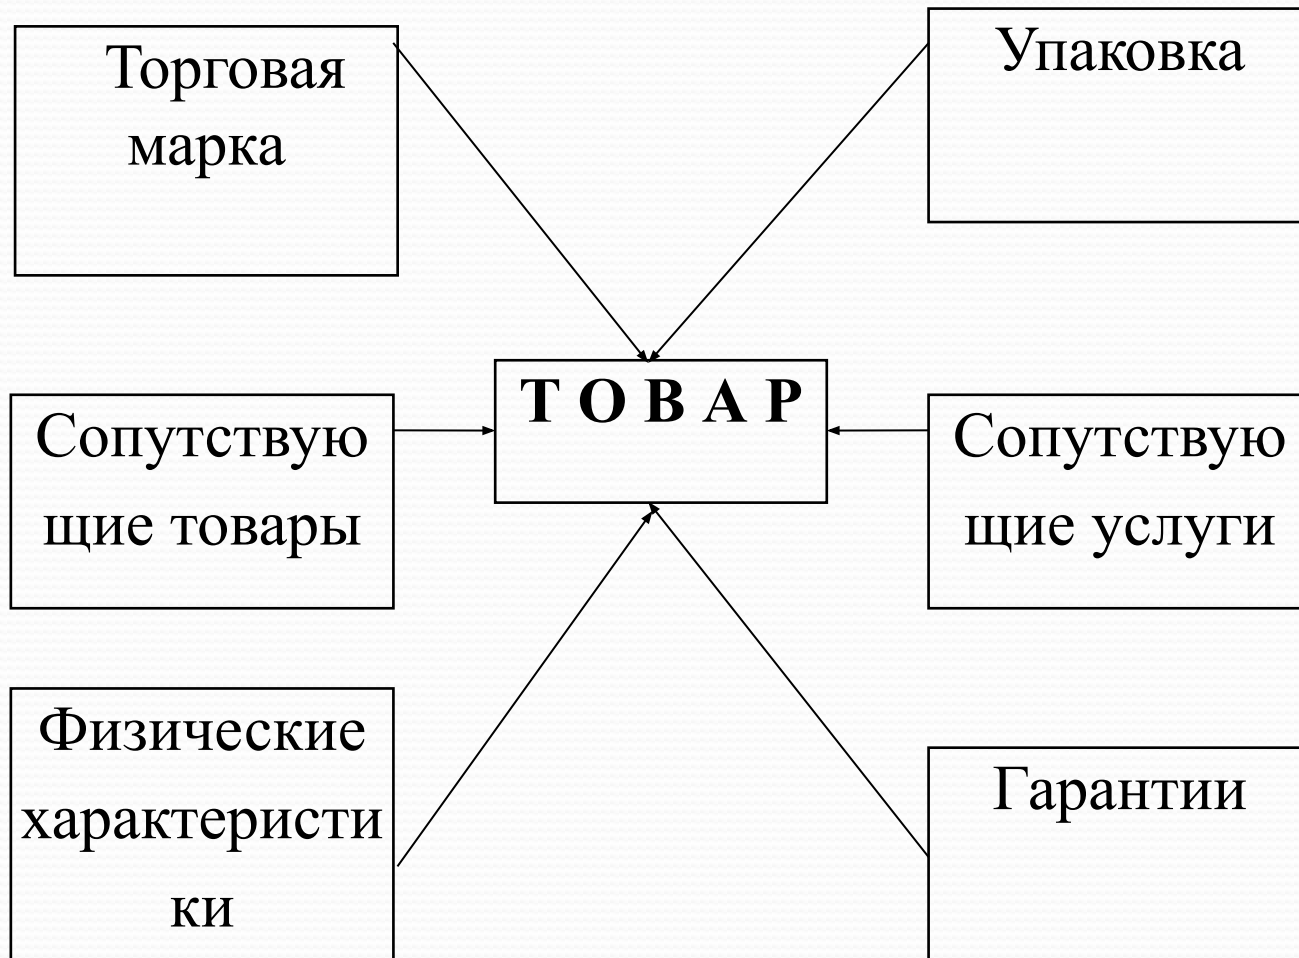 Торговая
марка
Упаковка
Т О В А Р
Сопутствую
щие товары
Сопутствую
щие услуги
Физические
характеристи
ки
Гарантии